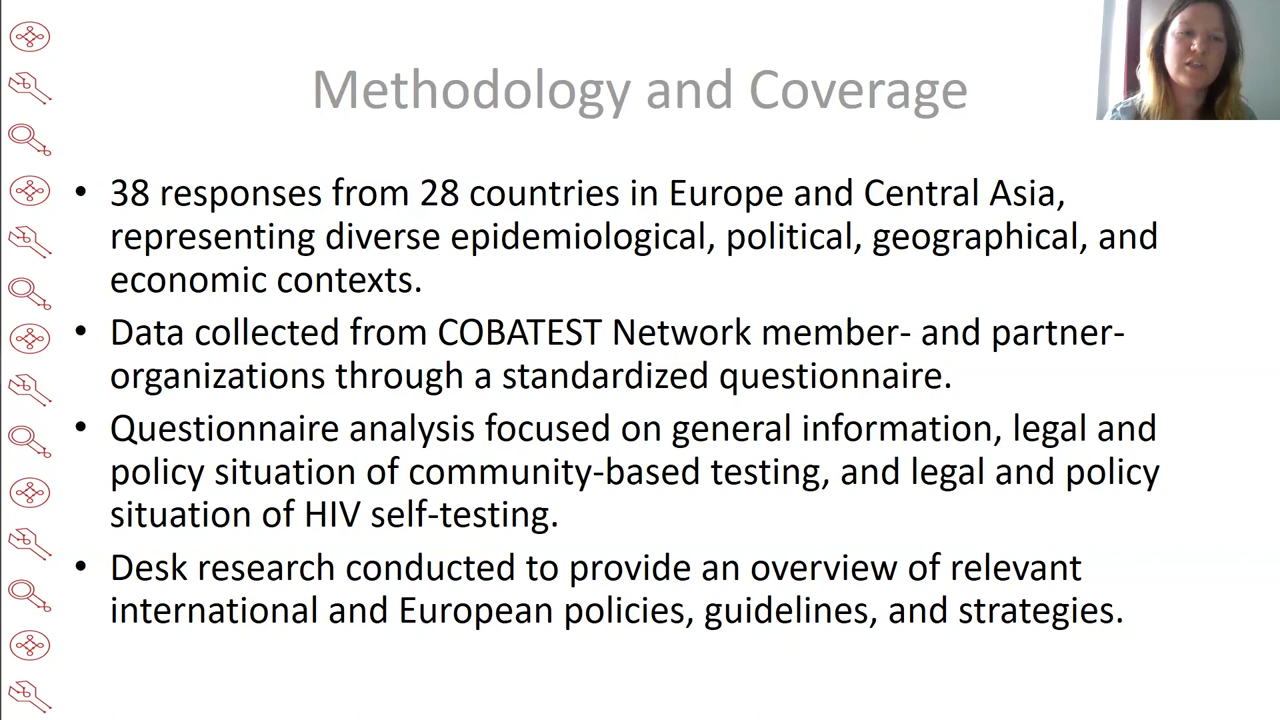 Methodology and Coverage
• 38 responses from 28 countries in Europe and Central Asia,
representing diverse epidemiological, political, geographical, and
economic contexts.
• Data collected from COBATEST Network member- and partner-
organizations through a standardized questionnaire.
• Questionnaire analysis focused on general information, legal and
policy situation of community-based testing, and legal and policy
situation of HIV self-testing.
• Desk research conducted to provide an overview of relevant
international and European policies, guidelines, and strategies.